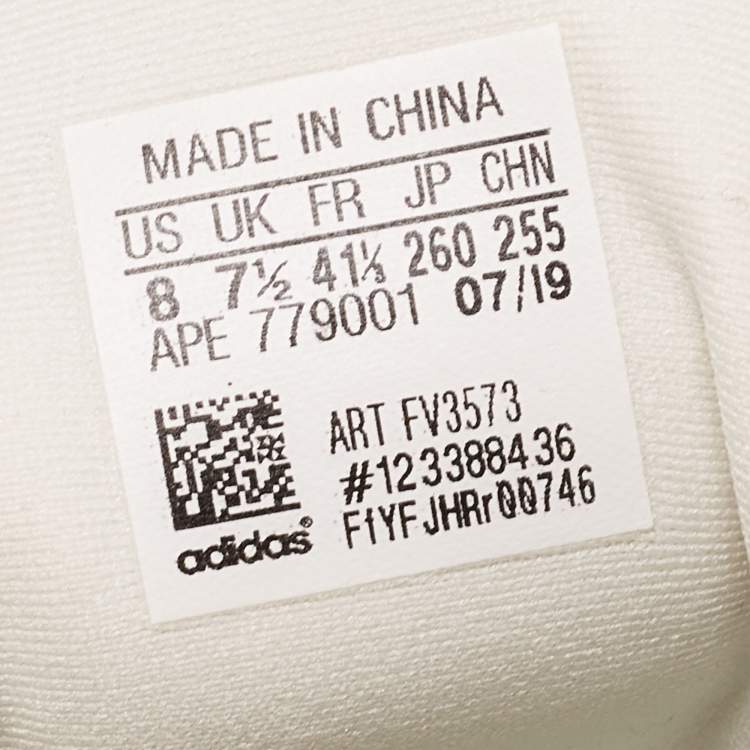 MADE IN CHINA
US UK FR JP CHN
8 7½ 41⅓ 260 255
APE 779001 07/19
ART FV3573
#123388436
F1YFJHRr00746
adidas®